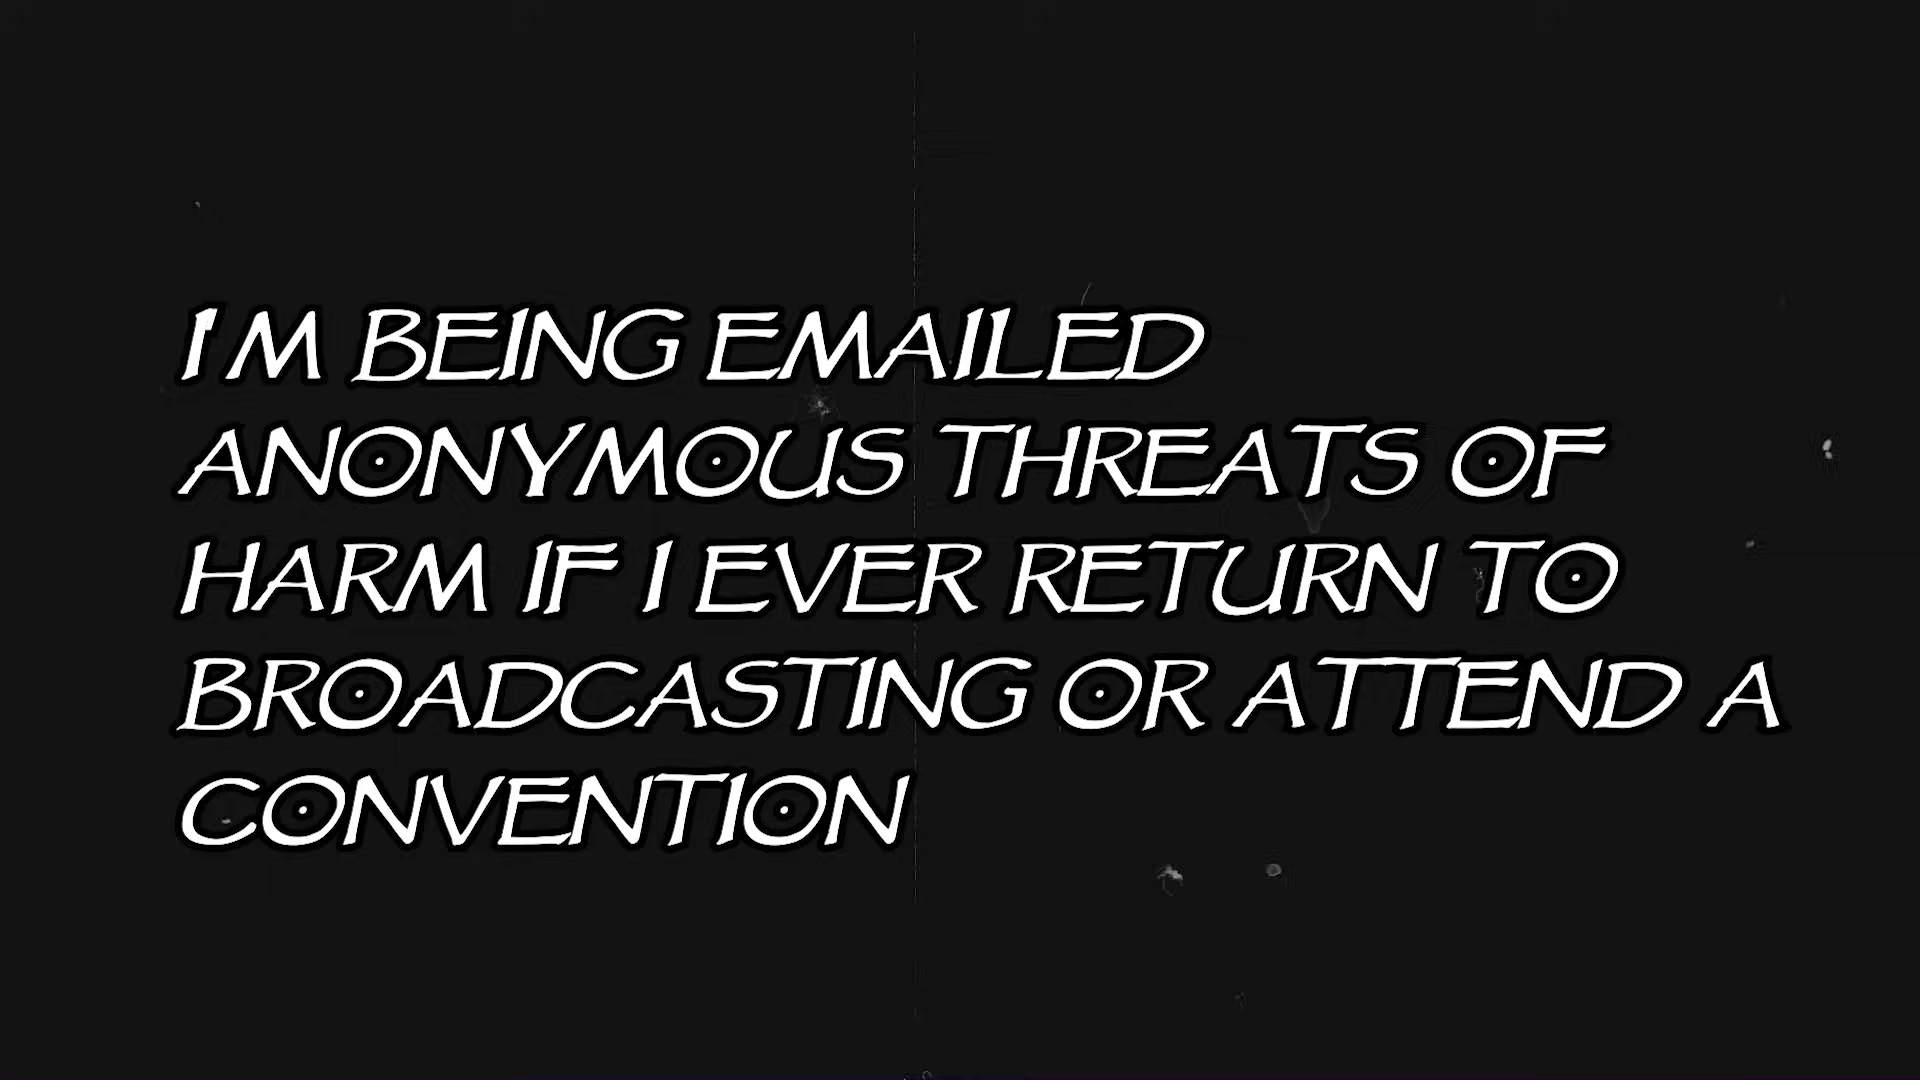 I'M BEING EMAILED
ANONYMOUS THREATS OF
HARM IF I EVER RETURN TO
BROADCASTING OR ATTEND A
CONVENTION